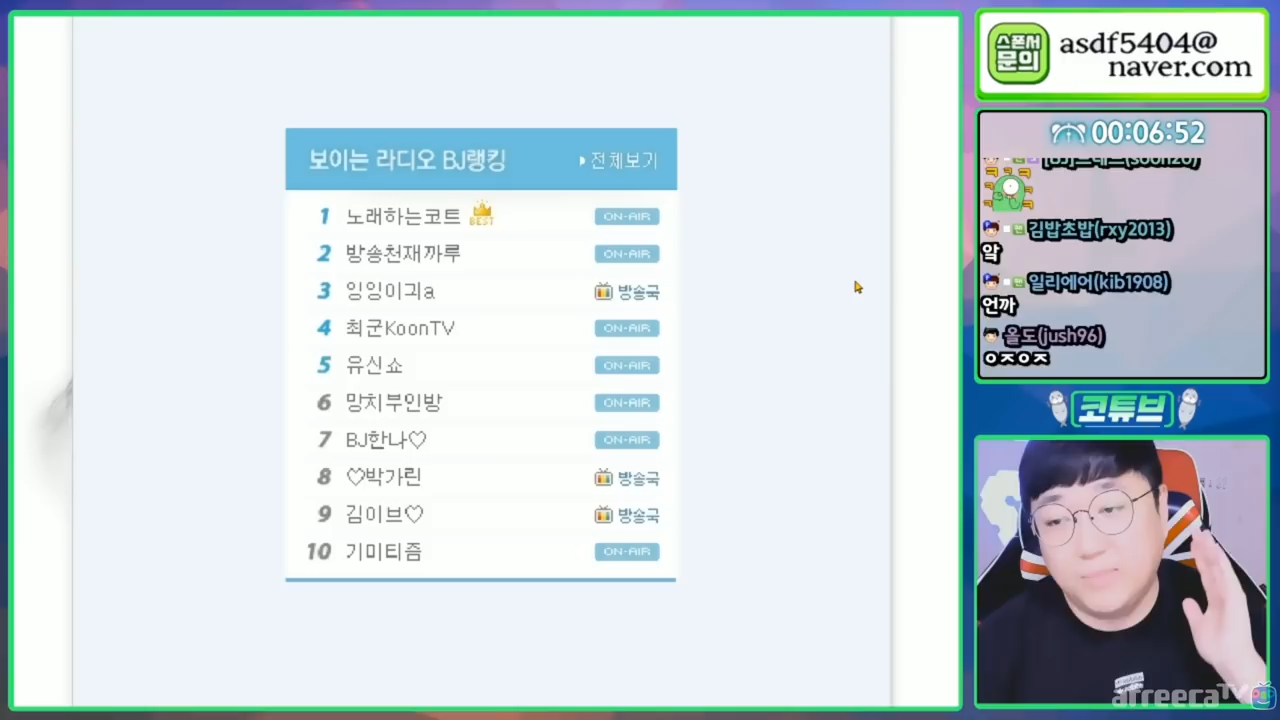 보이는 라디오 BJ랭킹
전체보기
1 노래하는코트 BEST ON-AIR
2 방송천재까루 ON-AIR
3 잉잉이긔a 방송국
4 최군KoonTV ON-AIR
5 유신쇼 ON-AIR
6 망치부인방 ON-AIR
7 BJ한나♡ ON-AIR
8 ♡박가린 방송국
9 김이브♡ 방송국
10 기미티즘 ON-AIR
스폰서
문의
asdf5404@
naver.com
00:06:52
김밥초밥(rxy2013)
앜
일리에어(kib1908)
언까
올도(jush96)
ㅇㅈㅇㅈ
코튜브
afreecaTV